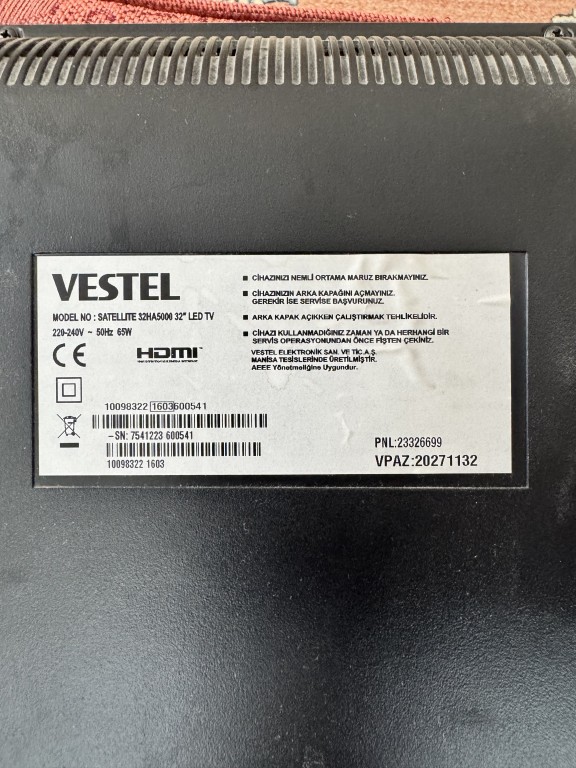 VESTEL
MODEL NO : SATELLITE 32HA5000 32" LED TV
220-240V ~ 50Hz 65W
CE HDMI
10098322 1603 600541
-SN: 7541223 600541
10098322 1603
■ CİHAZINIZI NEMLİ ORTAMA MARUZ BIRAKMAYINIZ.
■ CİHAZINIZIN ARKA KAPAĞINI AÇMAYINIZ.
GEREKİR İSE SERVİSE BAŞVURUNUZ.
■ ARKA KAPAK AÇIKKEN ÇALIŞTIRMAK TEHLİKELİDİR.
■ CİHAZI KULLANMADIĞINIZ ZAMAN YA DA HERHANGİ BİR
SERVİS OPERASYONUNDAN ÖNCE FİŞTEN ÇEKİNİZ.
VESTEL ELEKTRONİK SAN. VE TİC.A.Ş.
MANİSA TESİSLERİNDE ÜRETİLMİŞTİR.
AEEE Yönetmeliğine Uygundur.
PNL:23326699
VPAZ:20271132